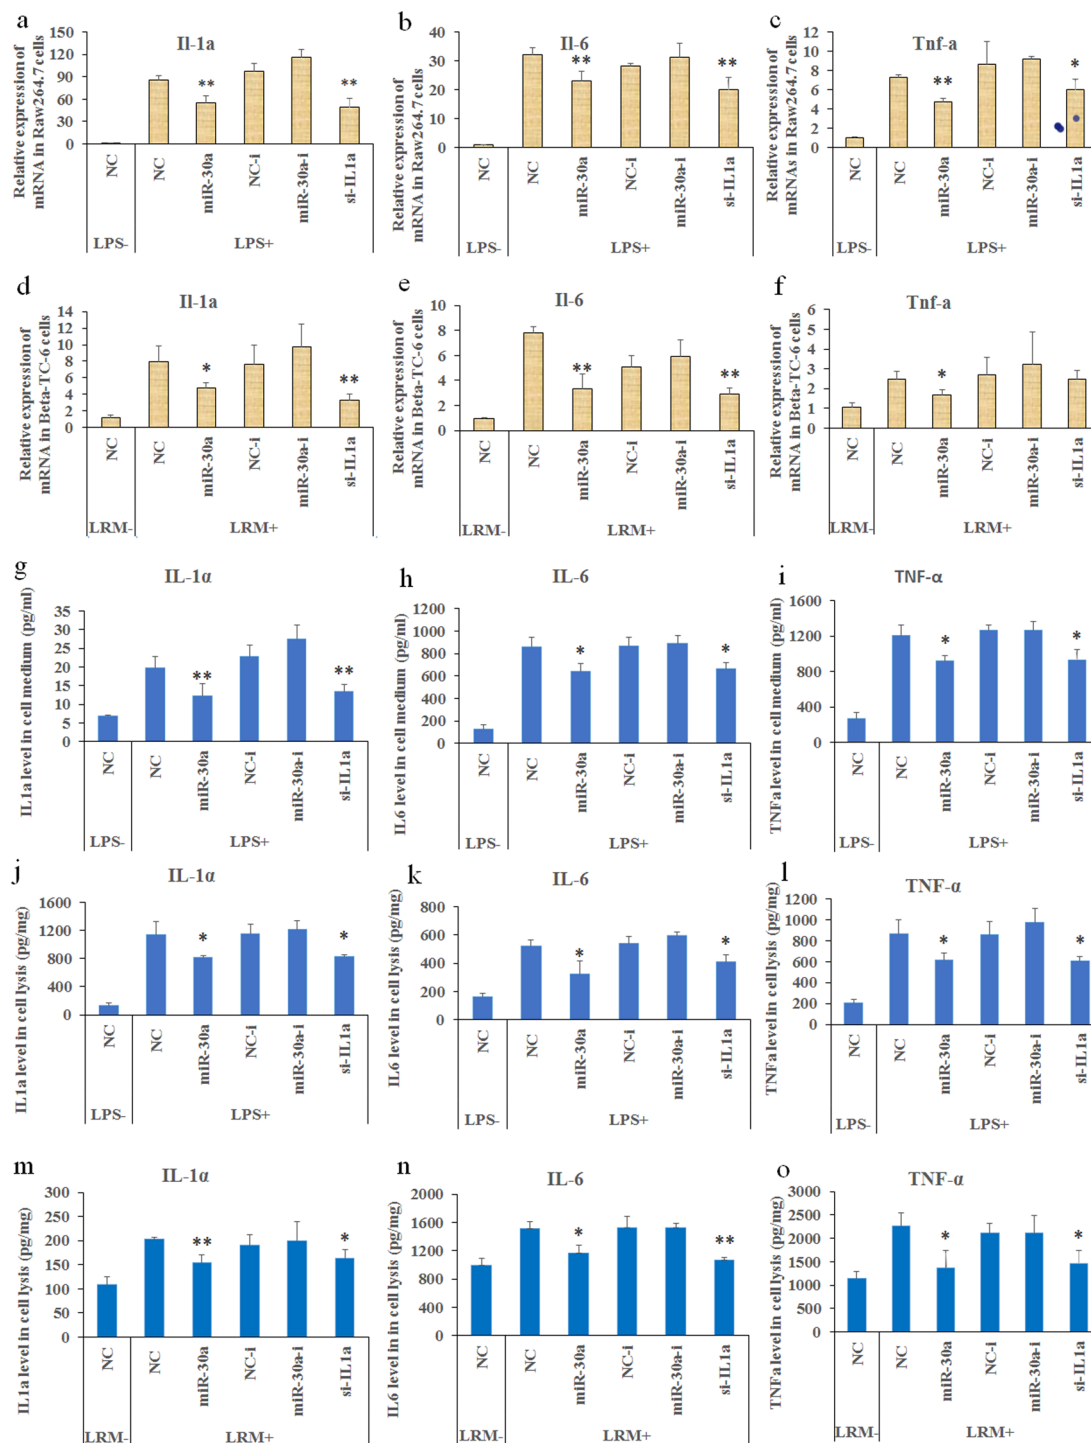 a
Il-1a
Relative expression of
mRNA in Raw264.7 cells
150
120
90
60
30
0
**
**
NC
miR-30a
NC-i
miR-30a-i
si-IL1a
NC
LPS-
LPS+
b
Il-6
Relative expression of
mRNA in Raw264.7 cells
40
30
20
10
0
**
**
NC
NC
miR-30a
NC-i
miR-30a-i
si-IL1a
LPS-
LPS+
c
Tnf-a
Relative expression of
mRNAs in Raw264.7 cells
12
10
8
6
4
2
0
**
*
NC
NC
miR-30a
NC-i
miR-30a-i
si-IL1a
LPS-
LPS+
d
Il-1a
Relative expression of
mRNA in Beta-TC-6 cells
14
12
10
8
6
4
2
0
*
**
NC
NC
miR-30a
NC-i
miR-30a-i
si-IL1a
LRM-
LRM+
e
Il-6
Relative expression of
mRNA in Beta-TC-6 cells
10
8
6
4
2
0
**
**
NC
NC
miR-30a
NC-i
miR-30a-i
si-IL1a
LRM-
LRM+
f
Tnf-a
Relative expression of
mRNA in Beta-TC-6 cells
6
5
4
3
2
1
0
*
NC
NC
miR-30a
NC-i
miR-30a-i
si-IL1a
LRM-
LRM+
g
IL-1α
IL1a level in cell medium (pg/ml)
35
30
25
20
15
10
5
0
**
**
NC
NC
miR-30a
NC-i
miR-30a-i
si-IL1a
LPS-
LPS+
h
IL-6
IL6 level in cell medium (pg/ml)
1200
1000
800
600
400
200
0
*
*
NC
NC
miR-30a
NC-i
miR-30a-i
si-IL1a
LPS-
LPS+
i
TNF-α
TNFa level in cell medium (pg/ml)
1600
1200
800
400
0
*
*
NC
NC
miR-30a
NC-i
miR-30a-i
si-IL1a
LPS-
LPS+
j
IL-1α
IL1a level in cell lysis (pg/mg)
1600
1200
800
400
0
*
*
NC
NC
miR-30a
NC-i
miR-30a-i
si-IL1a
LPS-
LPS+
k
IL-6
IL6 level in cell lysis (pg/mg)
800
600
400
200
0
*
*
NC
NC
miR-30a
NC-i
miR-30a-i
si-IL1a
LPS-
LPS+
l
TNF-α
TNFa level in cell lysis (pg/mg)
1200
1000
800
600
400
200
0
*
*
NC
NC
miR-30a
NC-i
miR-30a-i
si-IL1a
LPS-
LPS+
m
IL-1α
IL1a level in cell lysis (pg/mg)
300
250
200
150
100
50
0
**
*
NC
NC
miR-30a
NC-i
miR-30a-i
si-IL1a
LRM-
LRM+
n
IL-6
IL6 level in in cell lysis (pg/mg)
2000
1600
1200
800
400
0
*
**
NC
NC
miR-30a
NC-i
miR-30a-i
si-IL1a
LRM-
LRM+
o
TNF-α
TNFa level in cell lysis (pg/mg)
3000
2500
2000
1500
1000
500
0
*
*
NC
NC
miR-30a
NC-i
miR-30a-i
si-IL1a
LRM-
LRM+